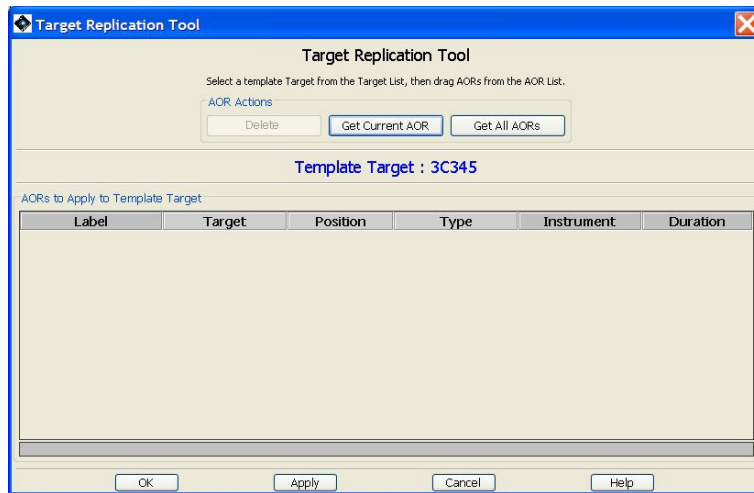 Target Replication Tool
Target Replication Tool
Select a template Target from the Target List, then drag AORs from the AOR List.
AOR Actions
Delete Get Current AOR Get All AORs
Template Target : 3C345
AORs to Apply to Template Target
Label Target Position Type Instrument Duration
OK Apply Cancel Help